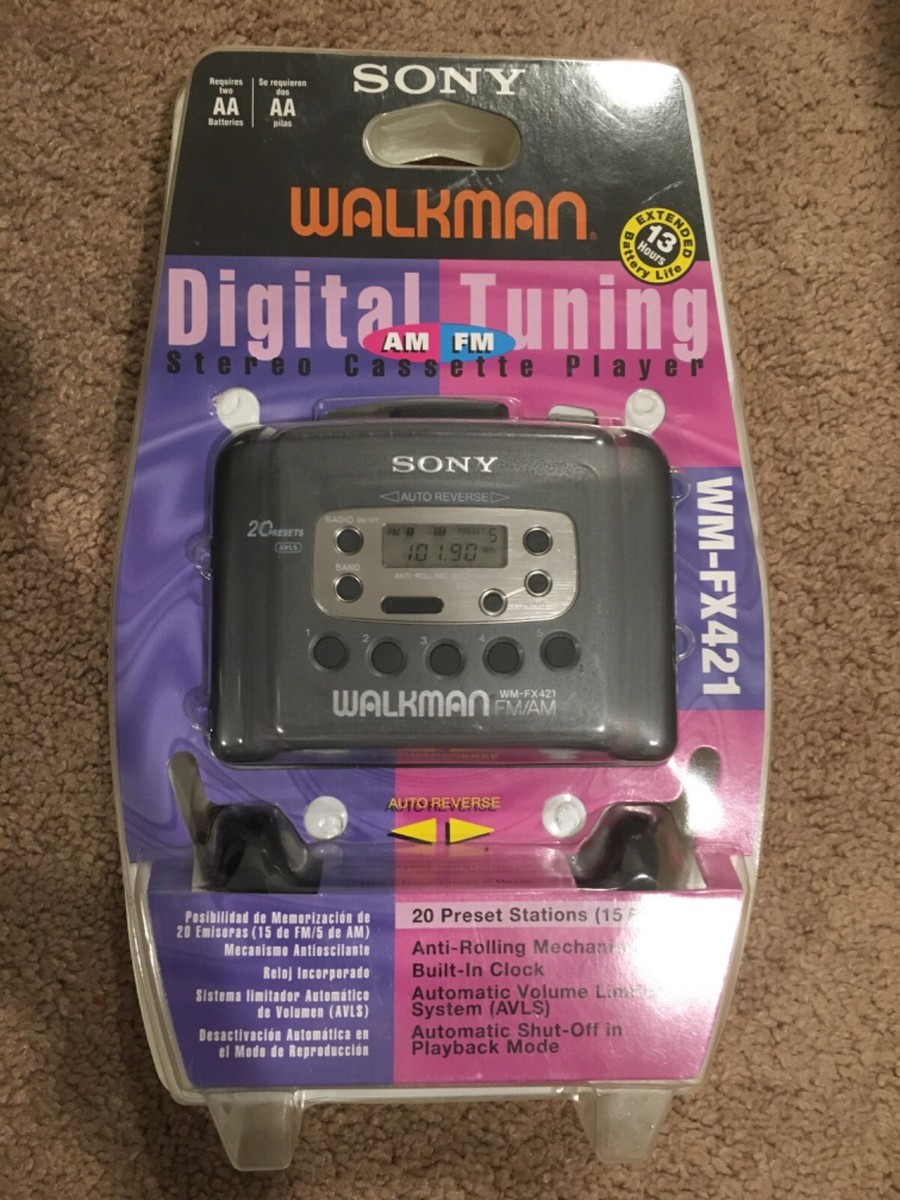 Requires
two
AA
Batteries
Se requieren
dos
AA
pilas
SONY
WALKMAN
EXTENDED
13
Hours
Battery Life
Digital Tuning
AM FM
Stereo Cassette Player
SONY
AUTO REVERSE
20 PRESETS
AVLS
RADIO ON/OFF
FM PRESET 5
101.90 MHz
BAND
ANTI-ROLLING
1 2 3 4 5
WALKMAN WM-FX421
FM/AM
WM-FX421
AUTO REVERSE
Posibilidad de Memorización de
20 Emisoras (15 de FM/5 de AM)
Mecanismo Antioscilante
Reloj Incorporado
Sistema limitador Automático
de Volumen (AVLS)
Desactivación Automática en
el Modo de Reproducción
20 Preset Stations (15 F
Anti-Rolling Mechani
Built-In Clock
Automatic Volume Limit
System (AVLS)
Automatic Shut-Off in
Playback Mode